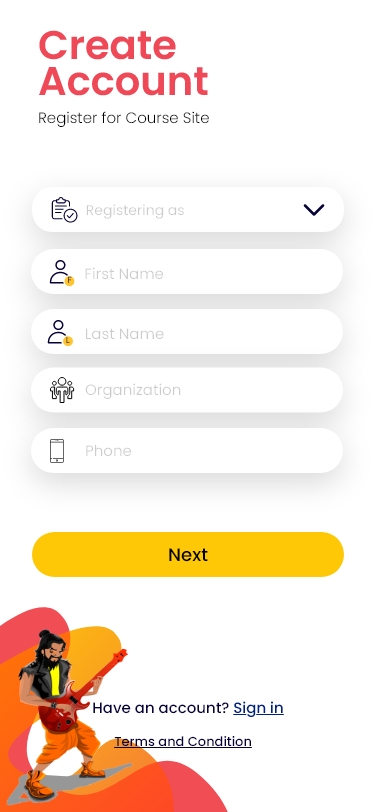 Create
Account
Register for Course Site
Registering as
F
First Name
L
Last Name
Organization
Phone
Next
Have an account? Sign in
Terms and Condition